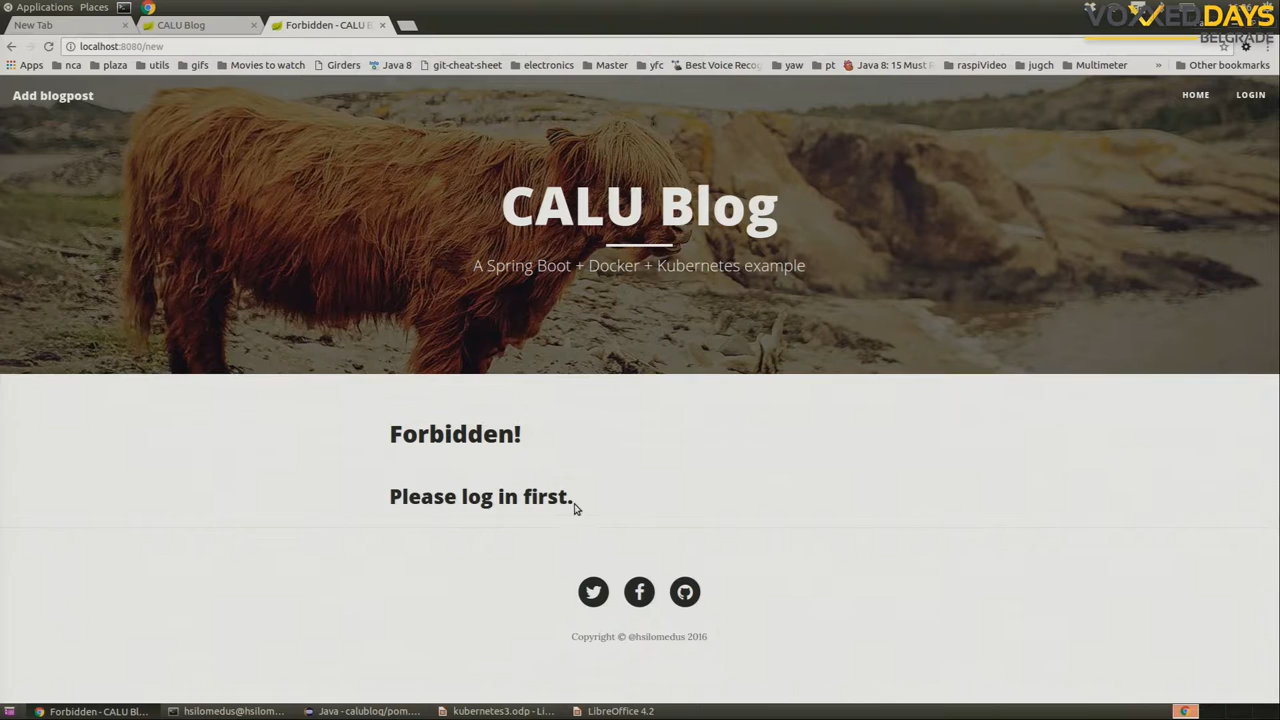 Applications Places
VOXXEDDAYS
BELGRADE
New Tab
CALU Blog
Forbidden - CALU B
localhost:8080/new
Apps nca plaza utils gifs Movies to watch Girders Java 8 git-cheat-sheet electronics Master yfc Best Voice Recog yaw pt Java 8: 15 Must R raspiVideo jugch Multimeter » Other bookmarks
Add blogpost
HOME LOGIN
CALU Blog
A Spring Boot + Docker + Kubernetes example
Forbidden!
Please log in first.
Copyright © @hsilomedus 2016
Forbidden - CALU Bl... hsilomedus@hsilom... Java - calublog/pom.... kubernetes3.odp - Li... LibreOffice 4.2